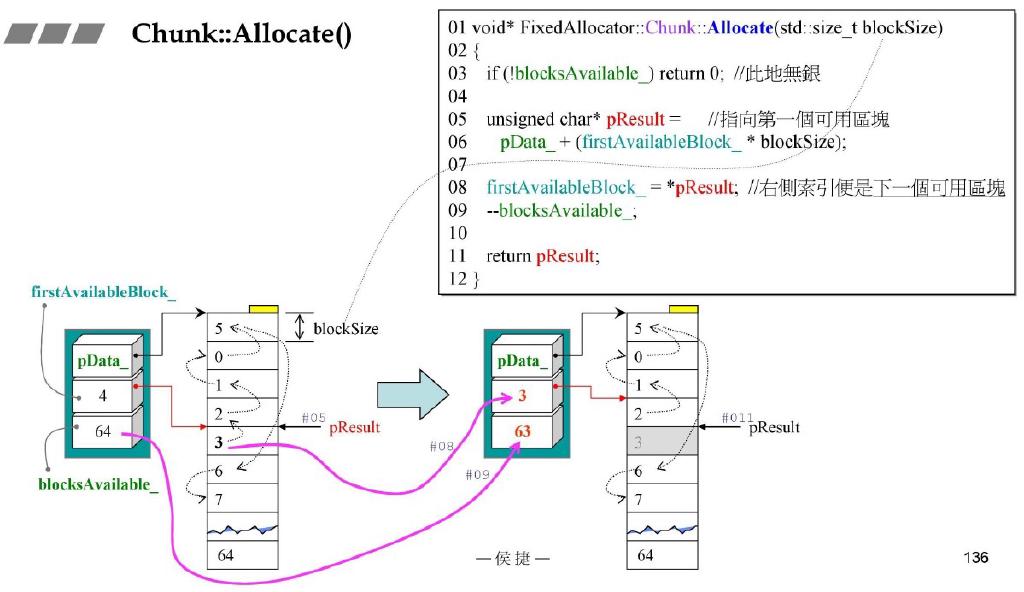 Chunk::Allocate()
01 void* FixedAllocator::Chunk::Allocate(std::size_t blockSize)
02 {
03 if (!blocksAvailable_) return 0; //此地無銀
04
05 unsigned char* pResult = //指向第一個可用區塊
06 pData_ + (firstAvailableBlock_ * blockSize);
07
08 firstAvailableBlock_ = *pResult; //右側索引便是下一個可用區塊
09 --blocksAvailable_;
10
11 return pResult;
12 }
firstAvailableBlock_
pData_
4
64
blocksAvailable_
5
0
1
2
3
6
7
64
blockSize
#05
pResult
#08
#09
pData_
3
63
5
0
1
2
3
6
7
64
#011
pResult
—侯捷—
136